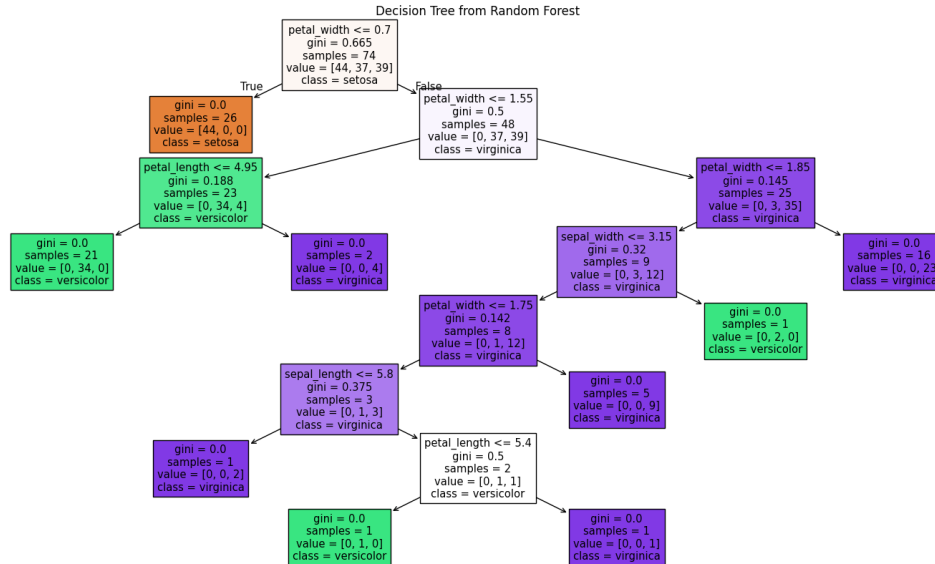 Decision Tree from Random Forest
petal_width <= 0.7
gini = 0.665
samples = 74
value = [44, 37, 39]
class = setosa
True
False
gini = 0.0
samples = 26
value = [44, 0, 0]
class = setosa
petal_width <= 1.55
gini = 0.5
samples = 48
value = [0, 37, 39]
class = virginica
petal_length <= 4.95
gini = 0.188
samples = 23
value = [0, 34, 4]
class = versicolor
petal_width <= 1.85
gini = 0.145
samples = 25
value = [0, 3, 35]
class = virginica
gini = 0.0
samples = 21
value = [0, 34, 0]
class = versicolor
gini = 0.0
samples = 2
value = [0, 0, 4]
class = virginica
sepal_width <= 3.15
gini = 0.32
samples = 9
value = [0, 3, 12]
class = virginica
gini = 0.0
samples = 16
value = [0, 0, 23]
class = virginica
petal_width <= 1.75
gini = 0.142
samples = 8
value = [0, 1, 12]
class = virginica
gini = 0.0
samples = 1
value = [0, 2, 0]
class = versicolor
sepal_length <= 5.8
gini = 0.375
samples = 3
value = [0, 1, 3]
class = virginica
gini = 0.0
samples = 5
value = [0, 0, 9]
class = virginica
gini = 0.0
samples = 1
value = [0, 0, 2]
class = virginica
petal_length <= 5.4
gini = 0.5
samples = 2
value = [0, 1, 1]
class = versicolor
gini = 0.0
samples = 1
value = [0, 1, 0]
class = versicolor
gini = 0.0
samples = 1
value = [0, 0, 1]
class = virginica